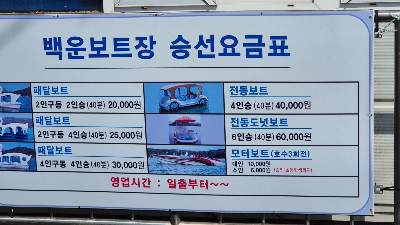 백운보트장 승선요금표
패달보트
2인구동 2인승(40분) 20,000원
패달보트
2인구동 4인승(40분) 25,000원
패달보트
4인구동 4인승(40분) 30,000원
전동보트
4인승(40분) 40,000원
전동도넛보트
6인승(40분) 60,000원
모터보트(호수3회전)
대인 10,000원
소인
영업시간 : 일출부터~~